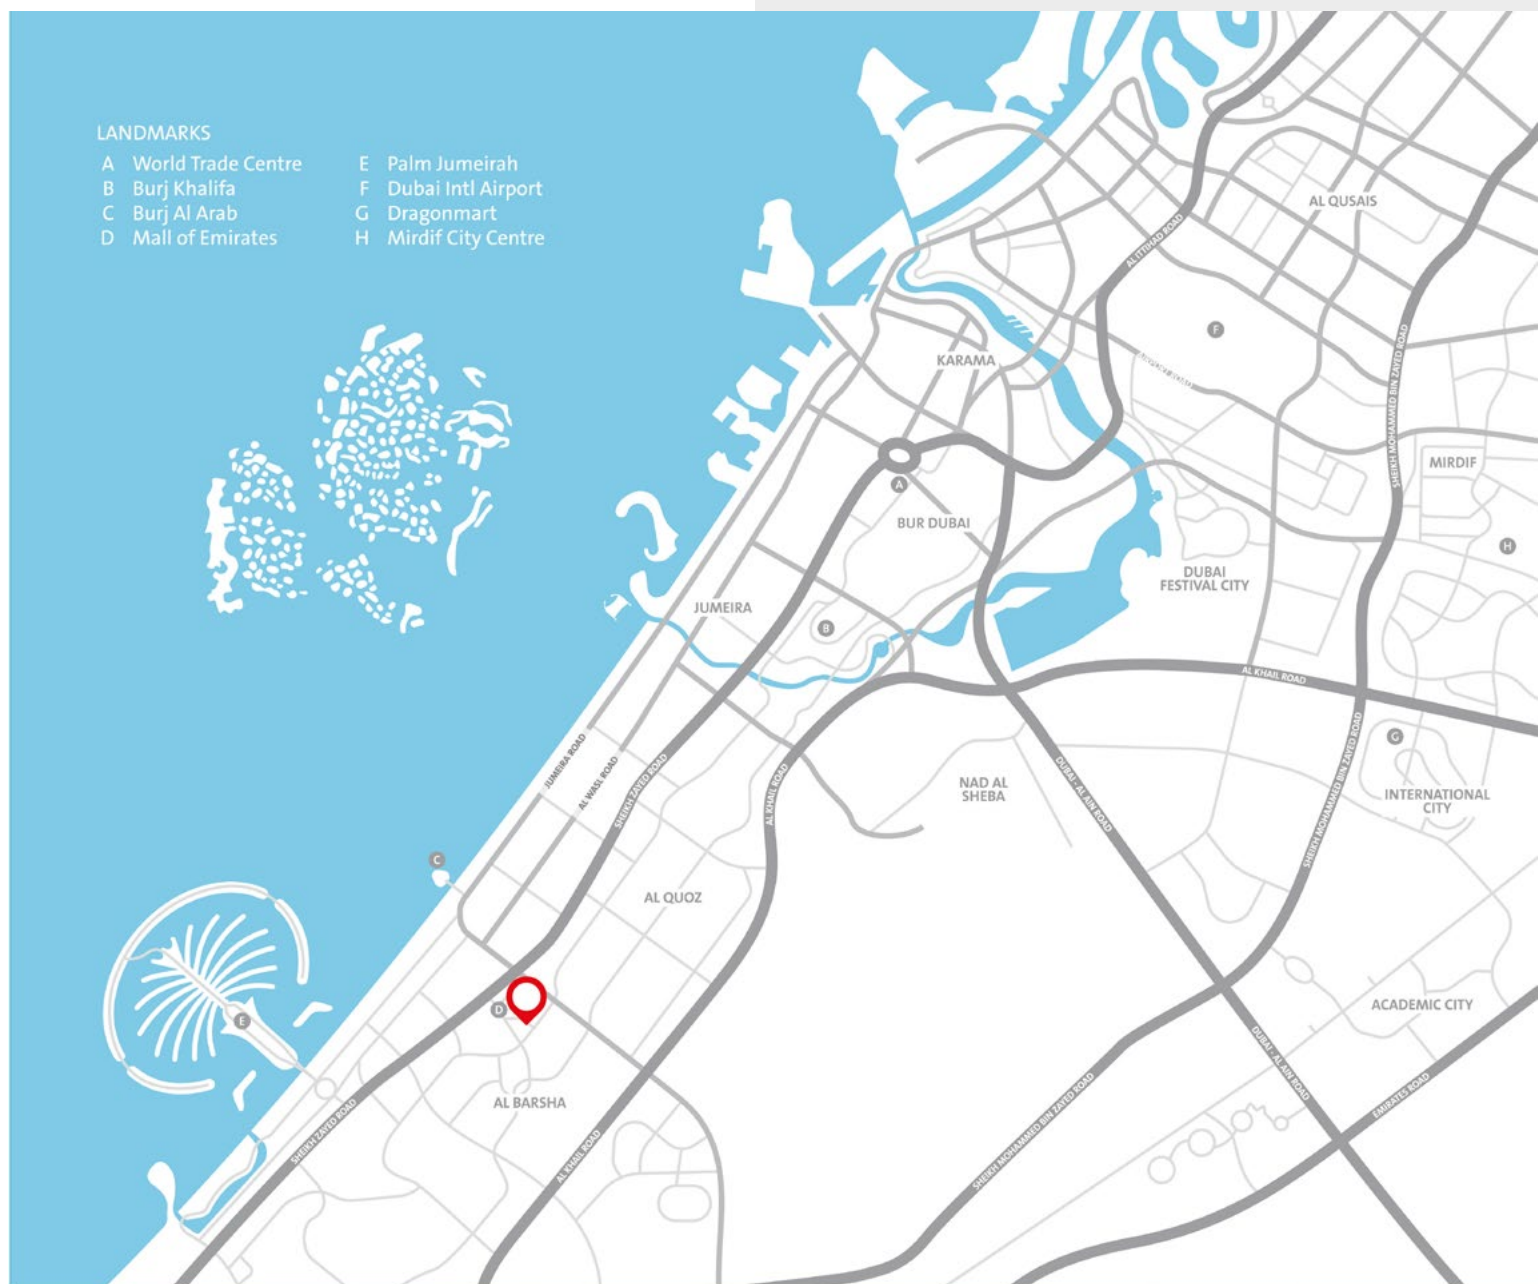 LANDMARKS
A World Trade Centre
B Burj Khalifa
C Burj Al Arab
D Mall of Emirates
E Palm Jumeirah
F Dubai Intl Airport
G Dragonmart
H Mirdif City Centre
AL QUSAIS
AL ITTIHAD ROAD
F
SHEIKH MOHAMMED BIN ZAYED ROAD
KARAMA
AIRPORT ROAD
MIRDIF
A
BUR DUBAI
H
DUBAI
FESTIVAL CITY
JUMEIRA
B
AL KHAIL ROAD
G
SHEIKH MOHAMMED BIN ZAYED ROAD
JUMEIRA ROAD
AL WASL ROAD
SHEIKH ZAYED ROAD
AL KHAIL ROAD
NAD AL
SHEBA
DUBAI - AL AIN ROAD
INTERNATIONAL
CITY
C
AL QUOZ
D
E
ACADEMIC CITY
AL BARSHA
SHEIKH ZAYED ROAD
AL KHAIL ROAD
SHEIKH MOHAMMED BIN ZAYED ROAD
DUBAI - AL AIN ROAD
EMIRATES ROAD